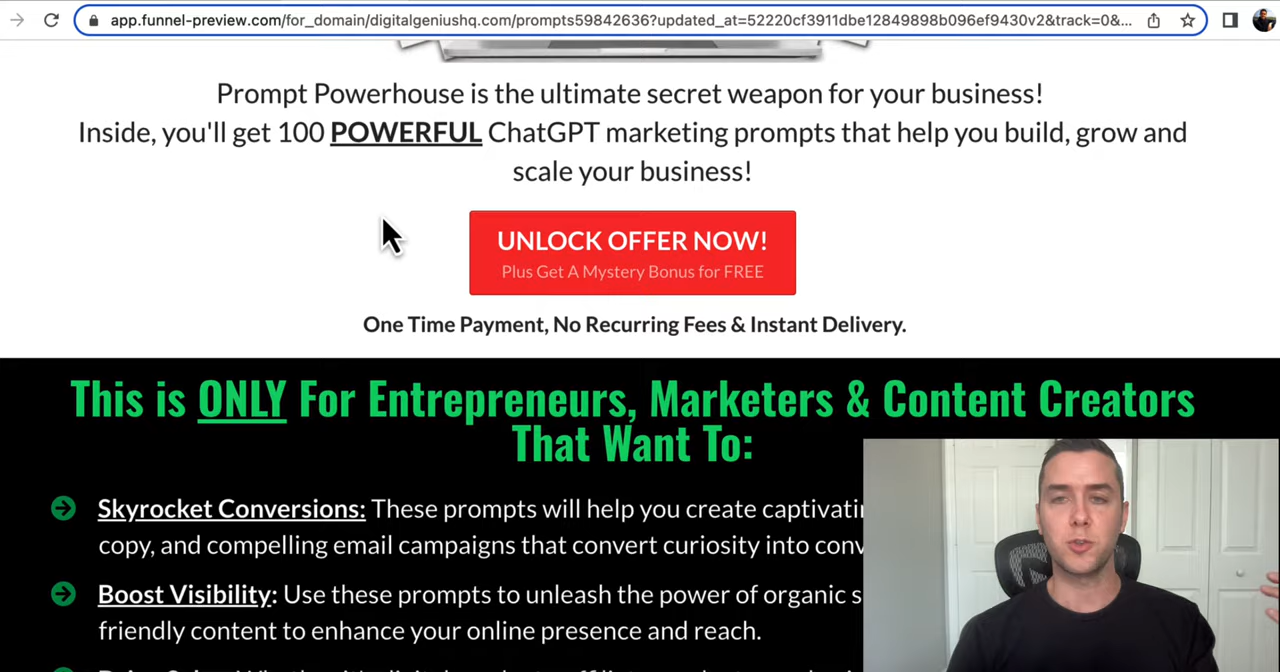 app.funnel-preview.com/for_domain/digitalgeniushq.com/prompts59842636?updated_at=52220cf3911dbe12849898b096ef9430v2&track=0&...
Prompt Powerhouse is the ultimate secret weapon for your business!
Inside, you'll get 100 POWERFUL ChatGPT marketing prompts that help you build, grow and
scale your business!
UNLOCK OFFER NOW!
Plus Get A Mystery Bonus for FREE
One Time Payment, No Recurring Fees & Instant Delivery.
This is ONLY For Entrepreneurs, Marketers & Content Creators
That Want To:
Skyrocket Conversions: These prompts will help you create captivati
copy, and compelling email campaigns that convert curiosity into conv
Boost Visibility: Use these prompts to unleash the power of organic s
friendly content to enhance your online presence and reach.